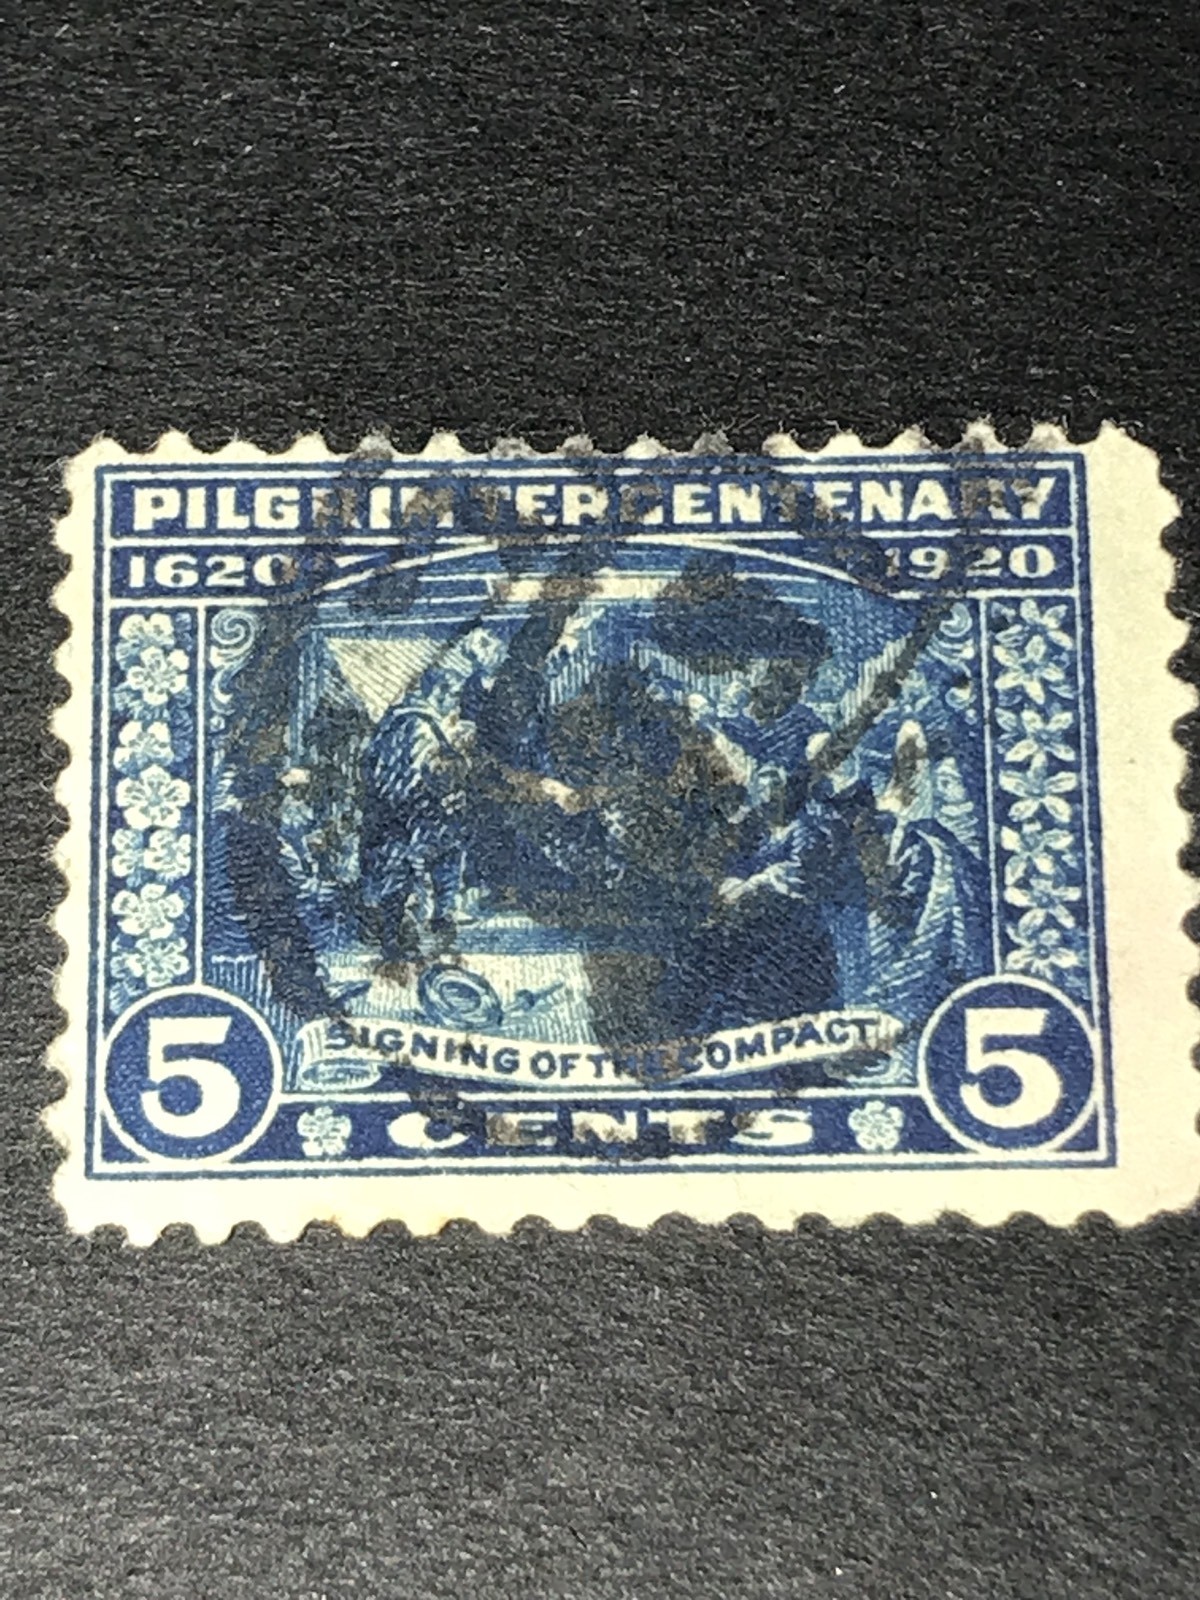 PILGRIM TERCENTENARY
1620 1920
SIGNING OF THE COMPACT
5 CENTS 5